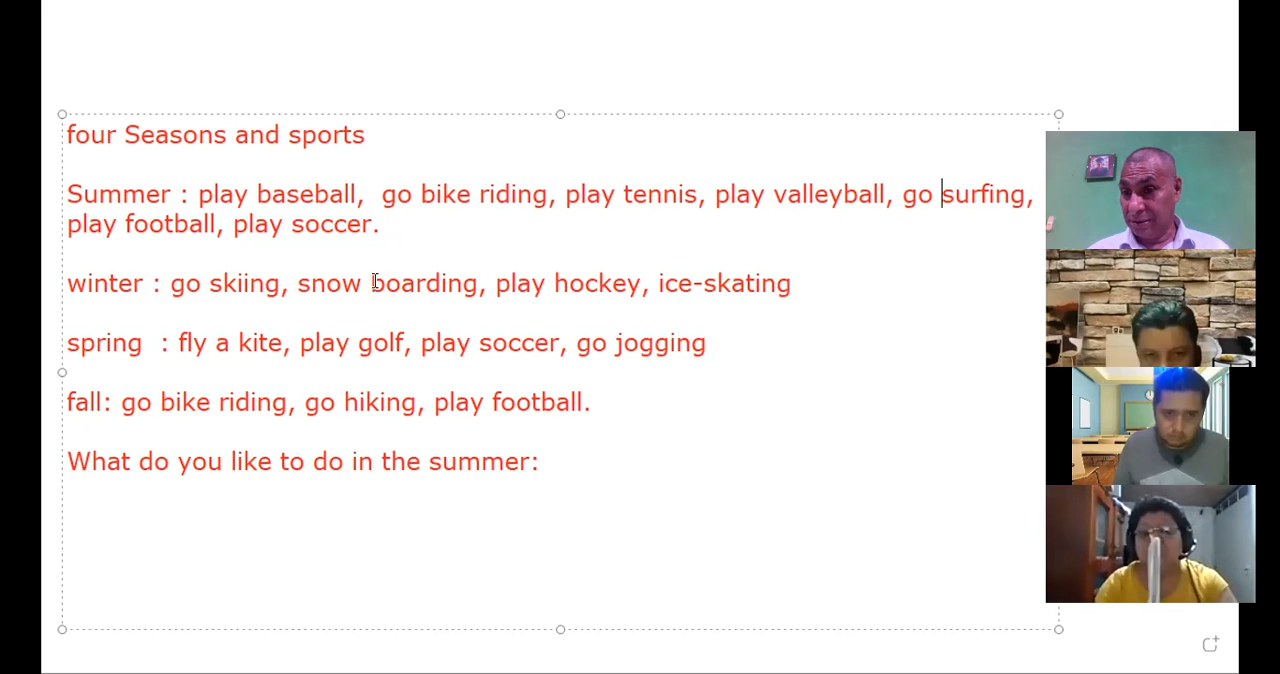 four Seasons and sports
Summer : play baseball,  go bike riding, play tennis, play valleyball, go surfing,
play football, play soccer.
winter : go skiing, snow boarding, play hockey, ice-skating
spring  : fly a kite, play golf, play soccer, go jogging
fall: go bike riding, go hiking, play football.
What do you like to do in the summer: